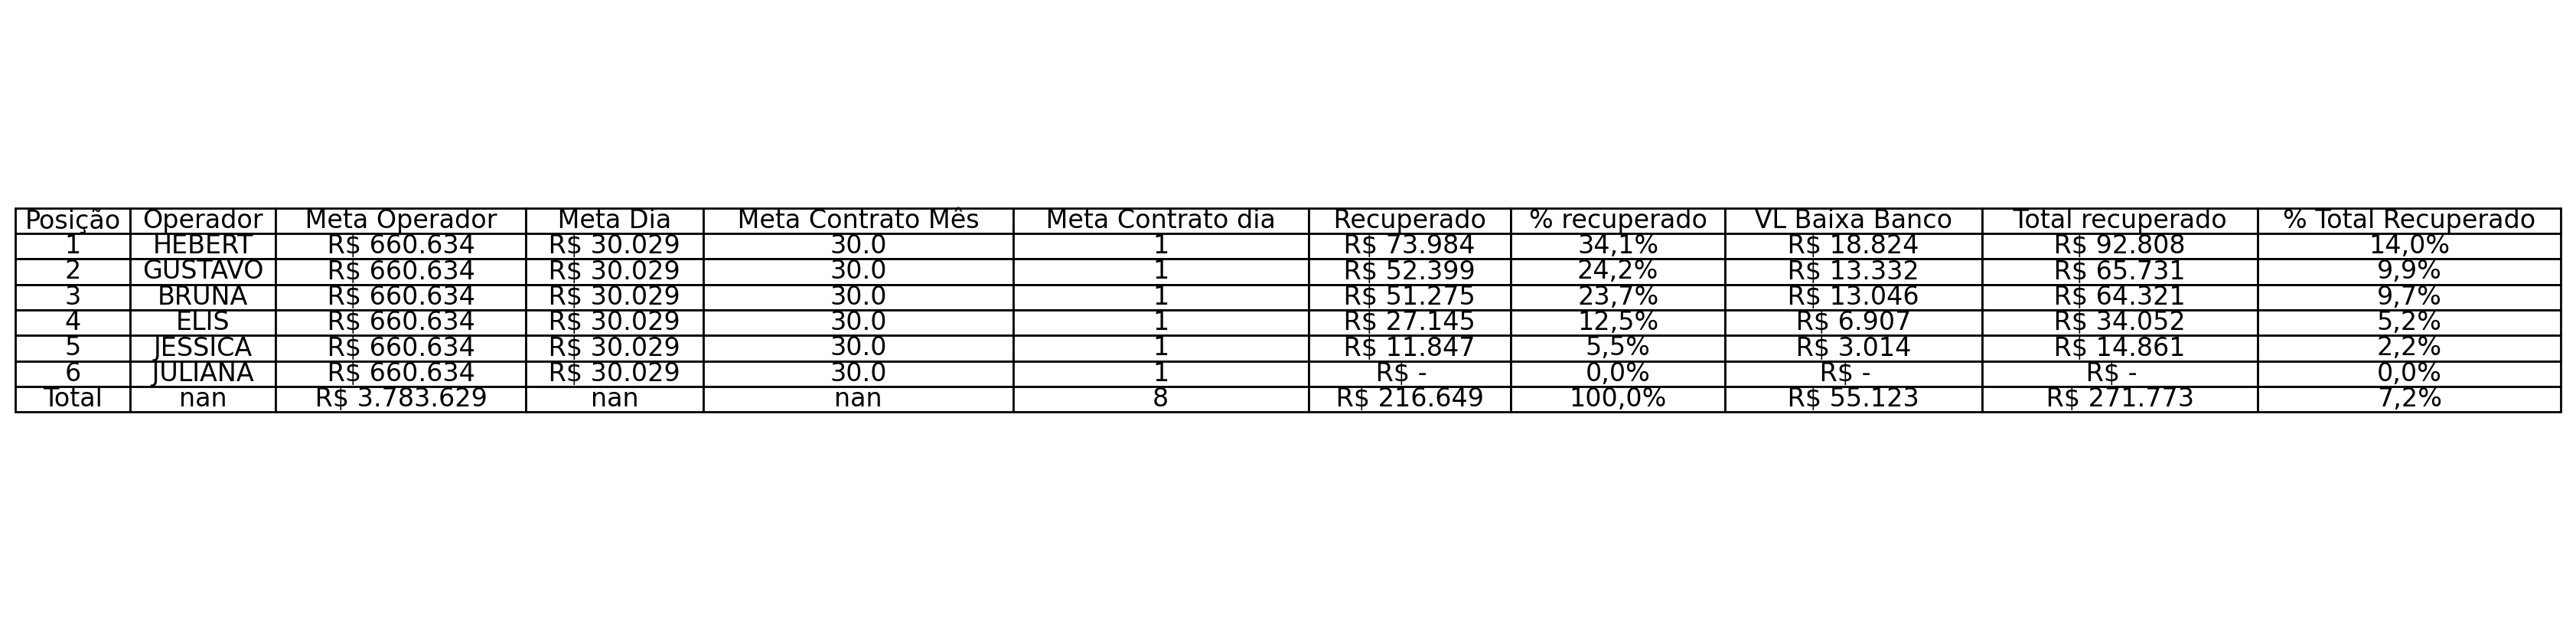 Posição Operador Meta Operador Meta Dia Meta Contrato Mês Meta Contrato dia Recuperado % recuperado VL Baixa Banco Total recuperado % Total Recuperado
1 HEBERT R$ 660.634 R$ 30.029 30.0 1 R$ 73.984 34,1% R$ 18.824 R$ 92.808 14,0%
2 GUSTAVO R$ 660.634 R$ 30.029 30.0 1 R$ 52.399 24,2% R$ 13.332 R$ 65.731 9,9%
3 BRUNA R$ 660.634 R$ 30.029 30.0 1 R$ 51.275 23,7% R$ 13.046 R$ 64.321 9,7%
4 ELIS R$ 660.634 R$ 30.029 30.0 1 R$ 27.145 12,5% R$ 6.907 R$ 34.052 5,2%
5 JESSICA R$ 660.634 R$ 30.029 30.0 1 R$ 11.847 5,5% R$ 3.014 R$ 14.861 2,2%
6 JULIANA R$ 660.634 R$ 30.029 30.0 1 R$ - 0,0% R$ - R$ - 0,0%
Total nan R$ 3.783.629 nan nan 8 R$ 216.649 100,0% R$ 55.123 R$ 271.773 7,2%